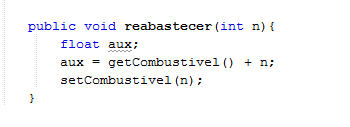 public void reabastecer(int n){
float aux;
aux = getCombustivel() + n;
setCombustivel(n);
}